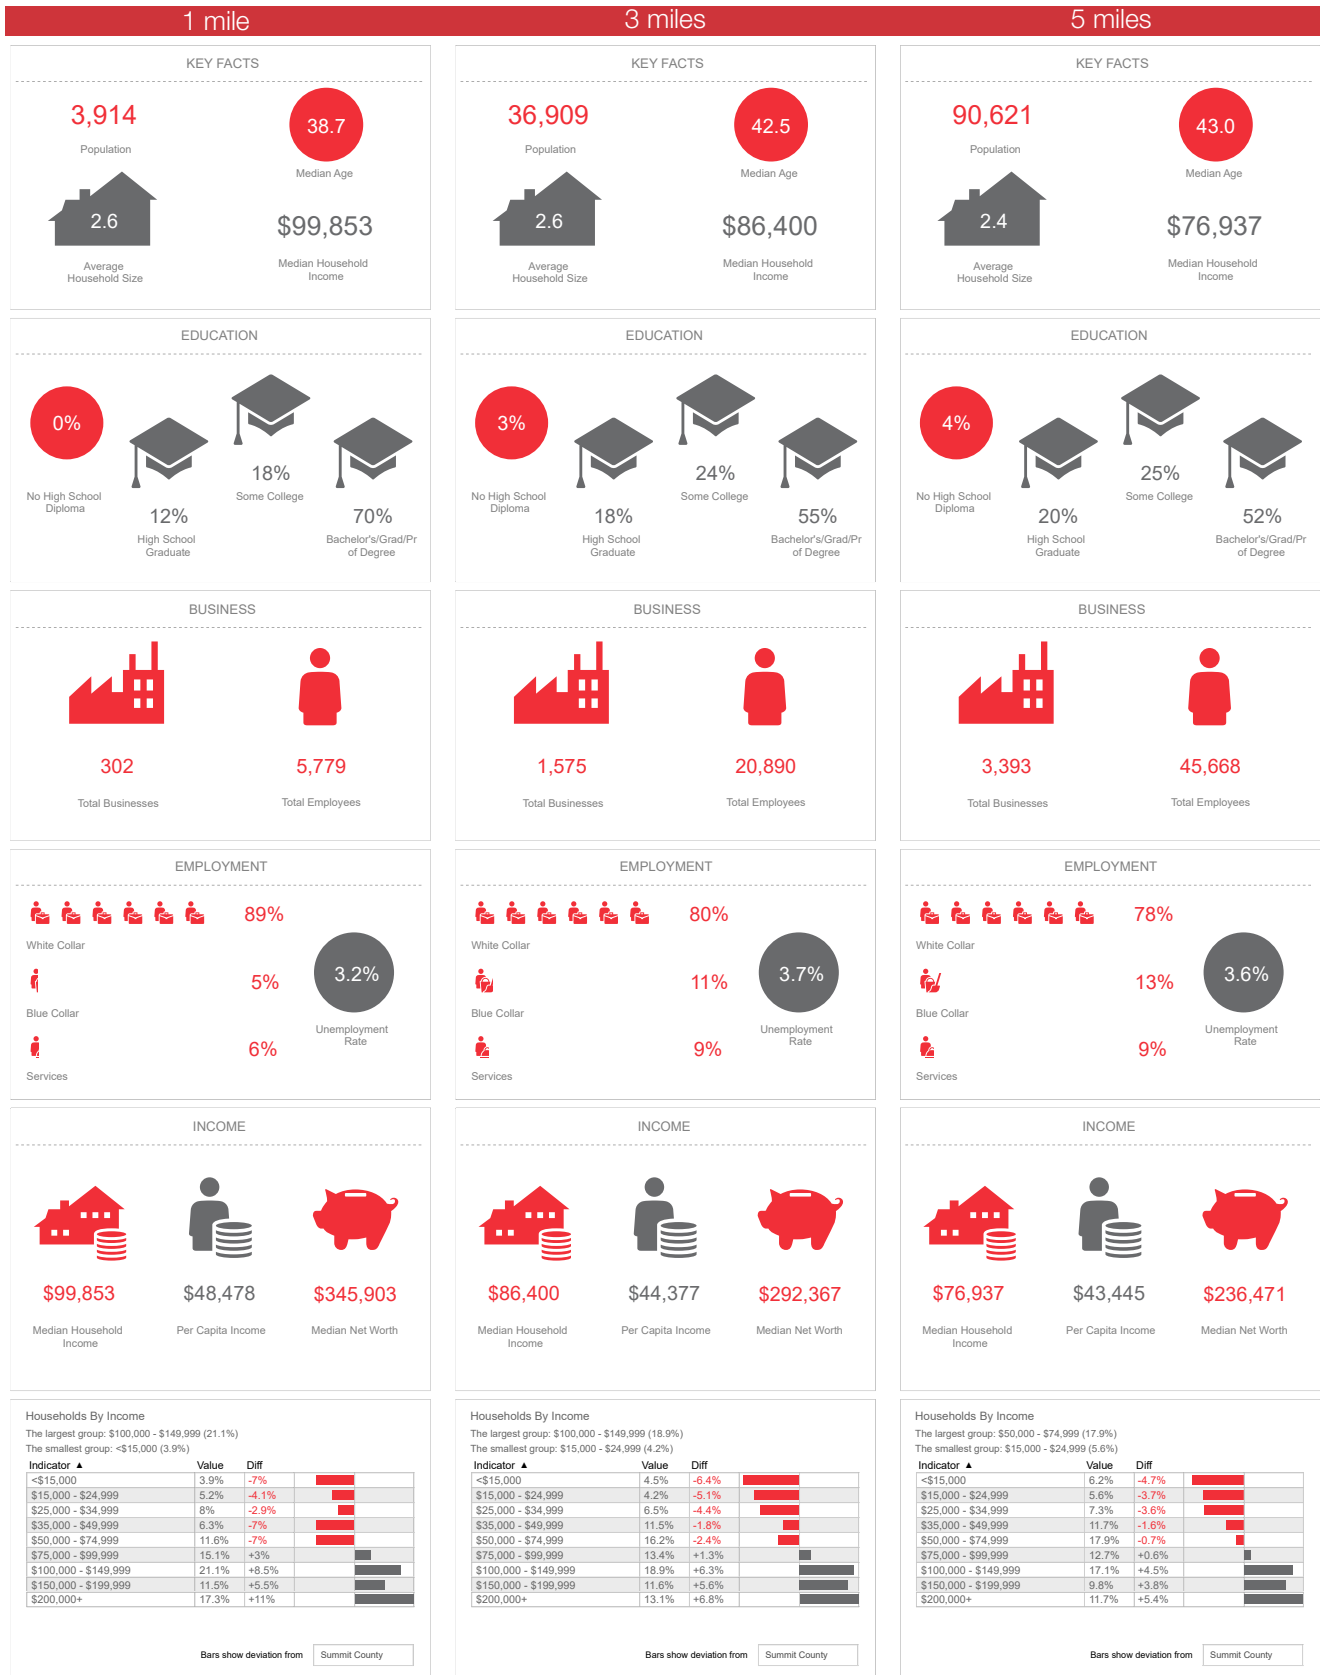 1 mile
KEY FACTS
3,914
Population
38.7
Median Age
2.6
Average
Household Size
$99,853
Median Household
Income
EDUCATION
0%
No High School
Diploma
12%
High School
Graduate
18%
Some College
70%
Bachelor's/Grad/Pr
of Degree
BUSINESS
302
Total Businesses
5,779
Total Employees
EMPLOYMENT
89%
White Collar
5%
Blue Collar
6%
Services
3.2%
Unemployment
Rate
INCOME
$99,853
Median Household
Income
$48,478
Per Capita Income
$345,903
Median Net Worth
Households By Income
The largest group: $100,000 - $149,999 (21.1%)
The smallest group: <$15,000 (3.9%)
Indicator ▲ Value Diff
<$15,000 3.9% -7%
$15,000 - $24,999 5.2% -4.1%
$25,000 - $34,999 8% -2.9%
$35,000 - $49,999 6.3% -7%
$50,000 - $74,999 11.6% -7%
$75,000 - $99,999 15.1% +3%
$100,000 - $149,999 21.1% +8.5%
$150,000 - $199,999 11.5% +5.5%
$200,000+ 17.3% +11%
Bars show deviation from Summit County
3 miles
KEY FACTS
36,909
Population
42.5
Median Age
2.6
Average
Household Size
$86,400
Median Household
Income
EDUCATION
3%
No High School
Diploma
18%
High School
Graduate
24%
Some College
55%
Bachelor's/Grad/Pr
of Degree
BUSINESS
1,575
Total Businesses
20,890
Total Employees
EMPLOYMENT
80%
White Collar
11%
Blue Collar
9%
Services
3.7%
Unemployment
Rate
INCOME
$86,400
Median Household
Income
$44,377
Per Capita Income
$292,367
Median Net Worth
Households By Income
The largest group: $100,000 - $149,999 (18.9%)
The smallest group: $15,000 - $24,999 (4.2%)
Indicator ▲ Value Diff
<$15,000 4.5% -6.4%
$15,000 - $24,999 4.2% -5.1%
$25,000 - $34,999 6.5% -4.4%
$35,000 - $49,999 11.5% -1.8%
$50,000 - $74,999 16.2% -2.4%
$75,000 - $99,999 13.4% +1.3%
$100,000 - $149,999 18.9% +6.3%
$150,000 - $199,999 11.6% +5.6%
$200,000+ 13.1% +6.8%
Bars show deviation from Summit County
5 miles
KEY FACTS
90,621
Population
43.0
Median Age
2.4
Average
Household Size
$76,937
Median Household
Income
EDUCATION
4%
No High School
Diploma
20%
High School
Graduate
25%
Some College
52%
Bachelor's/Grad/Pr
of Degree
BUSINESS
3,393
Total Businesses
45,668
Total Employees
EMPLOYMENT
78%
White Collar
13%
Blue Collar
9%
Services
3.6%
Unemployment
Rate
INCOME
$76,937
Median Household
Income
$43,445
Per Capita Income
$236,471
Median Net Worth
Households By Income
The largest group: $50,000 - $74,999 (17.9%)
The smallest group: $15,000 - $24,999 (5.6%)
Indicator ▲ Value Diff
<$15,000 6.2% -4.7%
$15,000 - $24,999 5.6% -3.7%
$25,000 - $34,999 7.3% -3.6%
$35,000 - $49,999 11.7% -1.6%
$50,000 - $74,999 17.9% -0.7%
$75,000 - $99,999 12.7% +0.6%
$100,000 - $149,999 17.1% +4.5%
$150,000 - $199,999 9.8% +3.8%
$200,000+ 11.7% +5.4%
Bars show deviation from Summit County